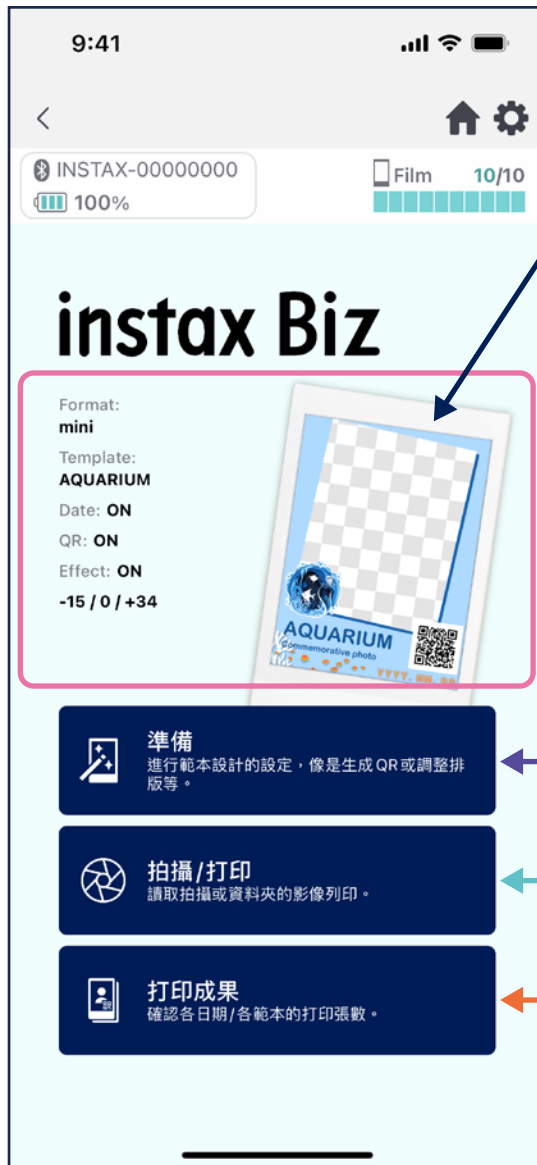 9:41
INSTAX-00000000
100%
Film 10/10
instax Biz
Format:
mini
Template:
AQUARIUM
Date: ON
QR: ON
Effect: ON
-15 / 0 / +34
AQUARIUM
Commemorative photo
YYYY. MM. DD
準備
進行範本設計的設定，像是生成QR或調整排
版等。
拍攝/打印
讀取拍攝或資料夾的影像列印。
打印成果
確認各日期/各範本的打印張數。